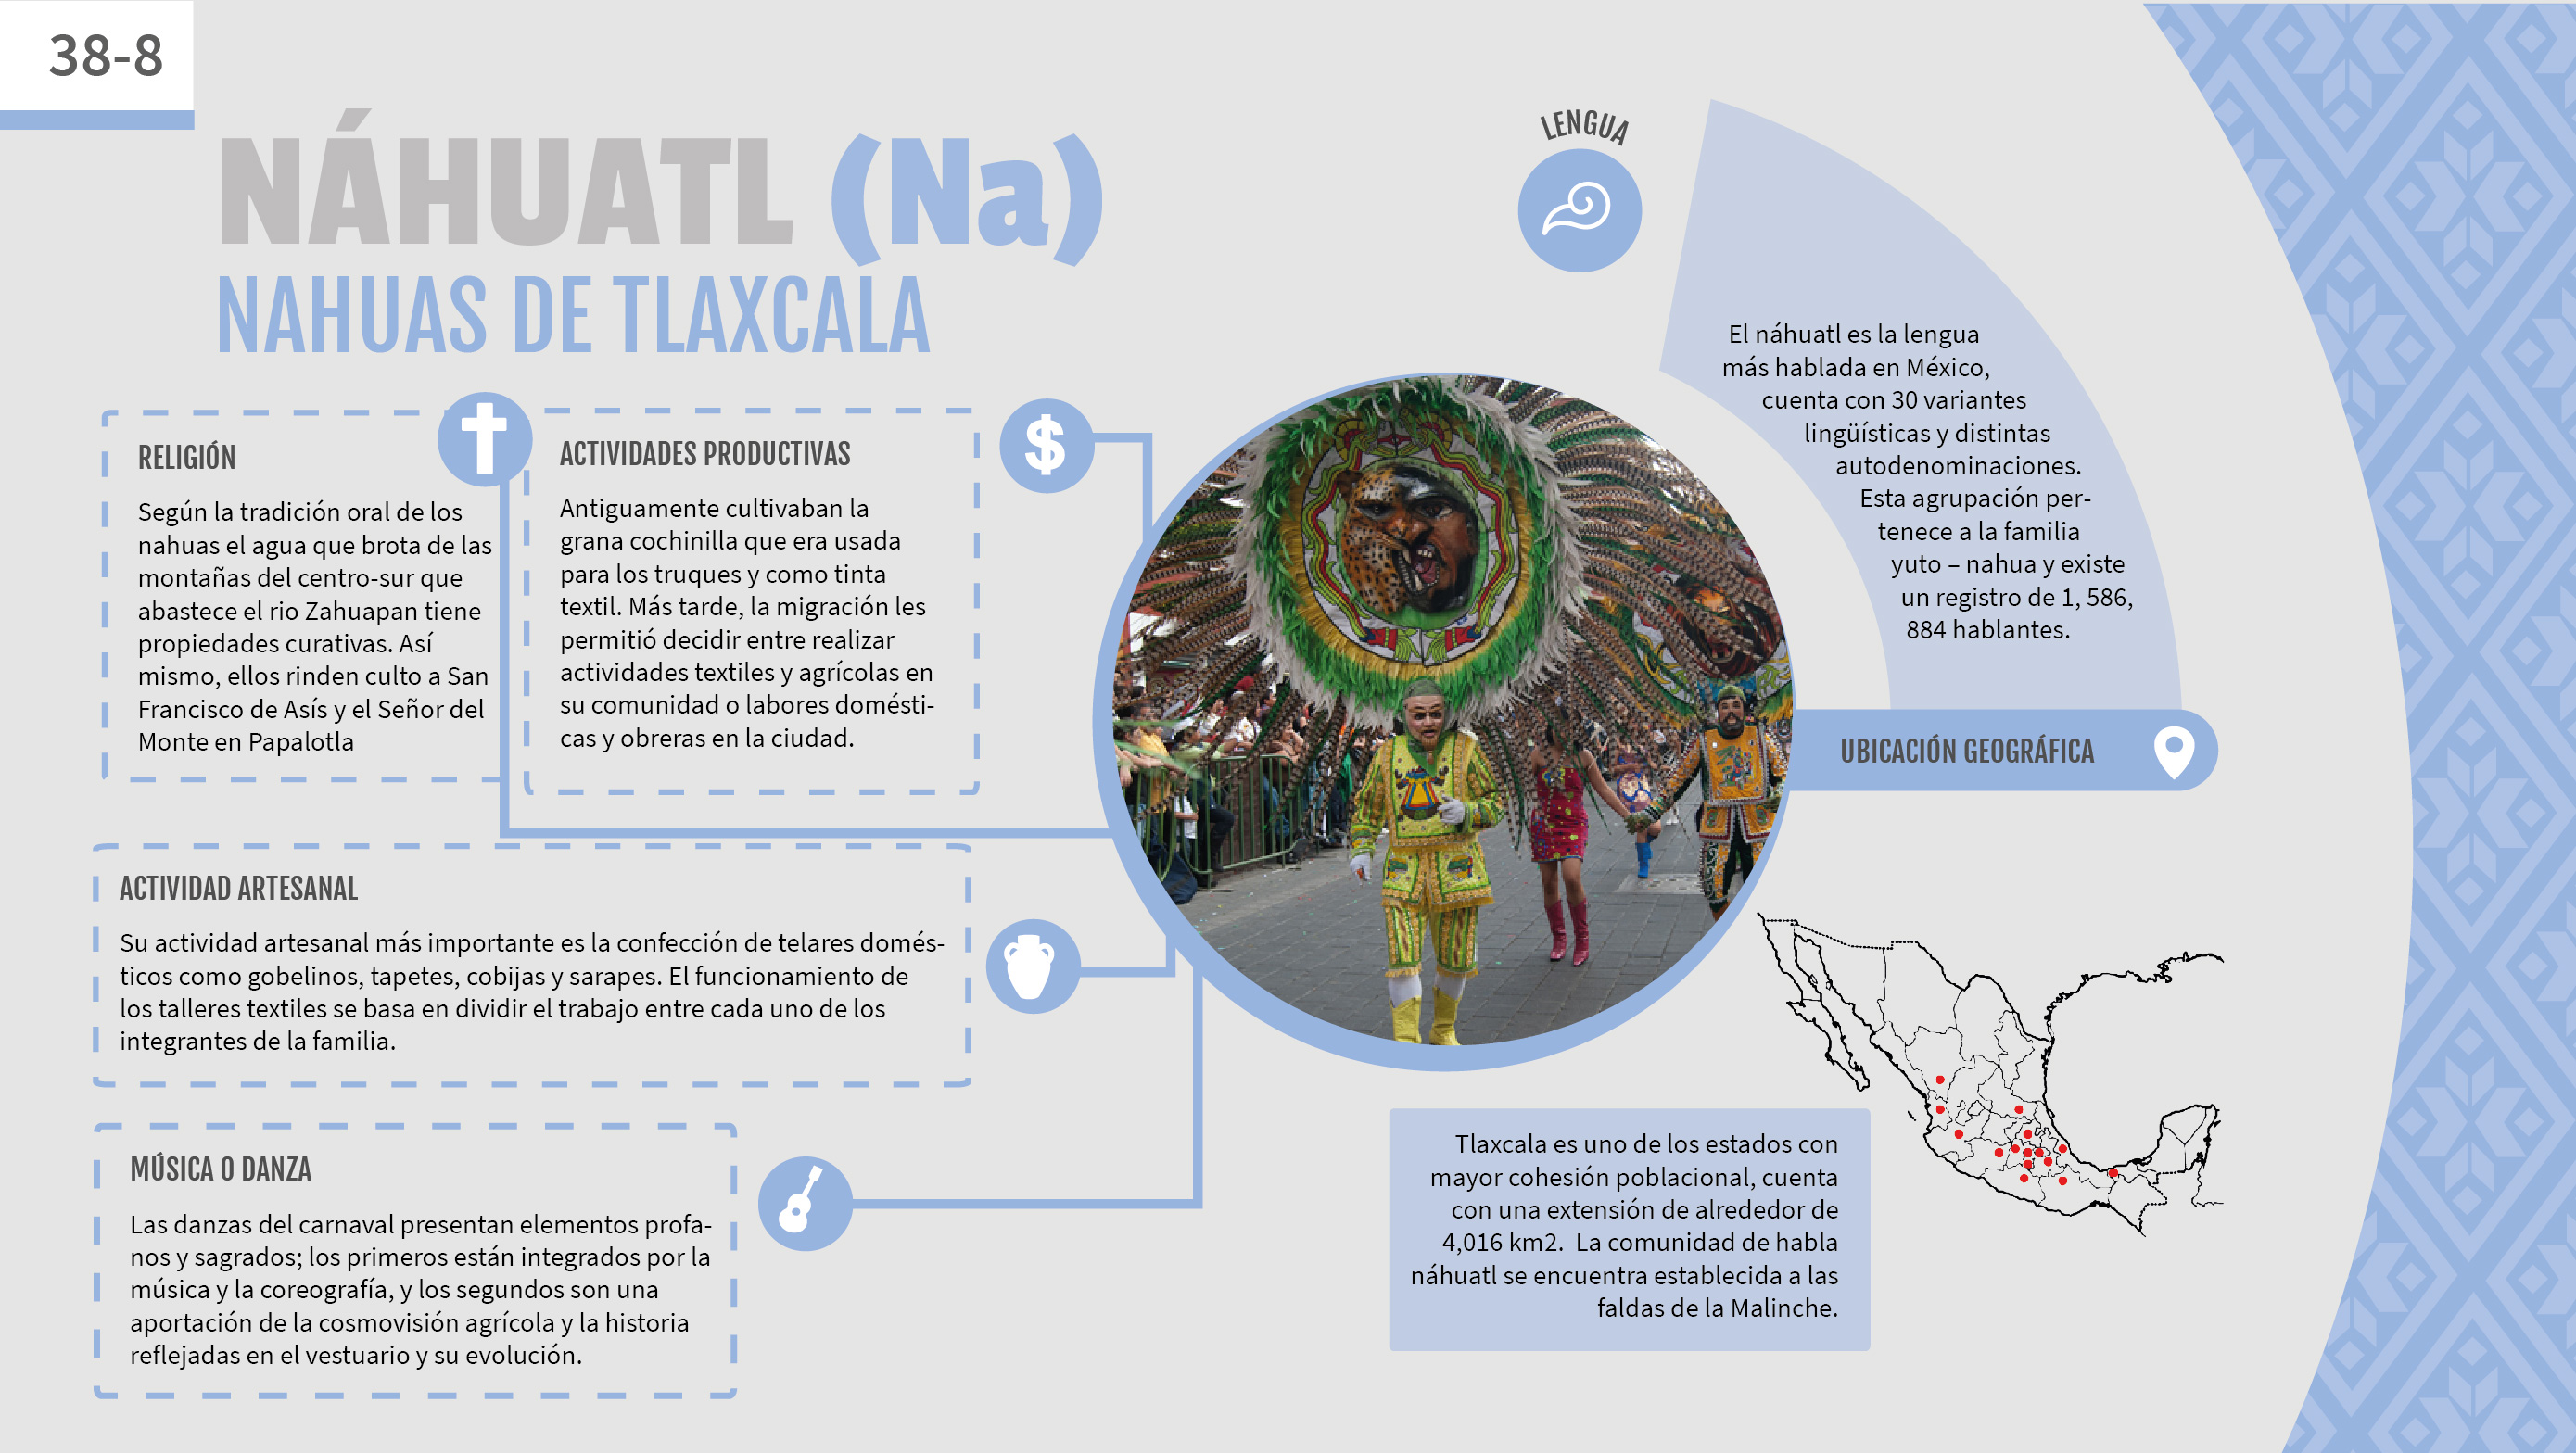 38-8
NÁHUATL (Na)
NAHUAS DE TLAXCALA
RELIGIÓN
Según la tradición oral de los
nahuas el agua que brota de las
montañas del centro-sur que
abastece el rio Zahuapan tiene
propiedades curativas. Así
mismo, ellos rinden culto a San
Francisco de Asís y el Señor del
Monte en Papalotla
ACTIVIDADES PRODUCTIVAS
Antiguamente cultivaban la
grana cochinilla que era usada
para los truques y como tinta
textil. Más tarde, la migración les
permitió decidir entre realizar
actividades textiles y agrícolas en
su comunidad o labores domésti-
cas y obreras en la ciudad.
$
ACTIVIDAD ARTESANAL
Su actividad artesanal más importante es la confección de telares domés-
ticos como gobelinos, tapetes, cobijas y sarapes. El funcionamiento de
los talleres textiles se basa en dividir el trabajo entre cada uno de los
integrantes de la familia.
MÚSICA O DANZA
Las danzas del carnaval presentan elementos profa-
nos y sagrados; los primeros están integrados por la
música y la coreografía, y los segundos son una
aportación de la cosmovisión agrícola y la historia
reflejadas en el vestuario y su evolución.
LENGUA
El náhuatl es la lengua
más hablada en México,
cuenta con 30 variantes
lingüísticas y distintas
autodenominaciones.
Esta agrupación per-
tenece a la familia
yuto – nahua y existe
un registro de 1, 586,
884 hablantes.
UBICACIÓN GEOGRÁFICA
Tlaxcala es uno de los estados con
mayor cohesión poblacional, cuenta
con una extensión de alrededor de
4,016 km2.  La comunidad de habla
náhuatl se encuentra establecida a las
faldas de la Malinche.